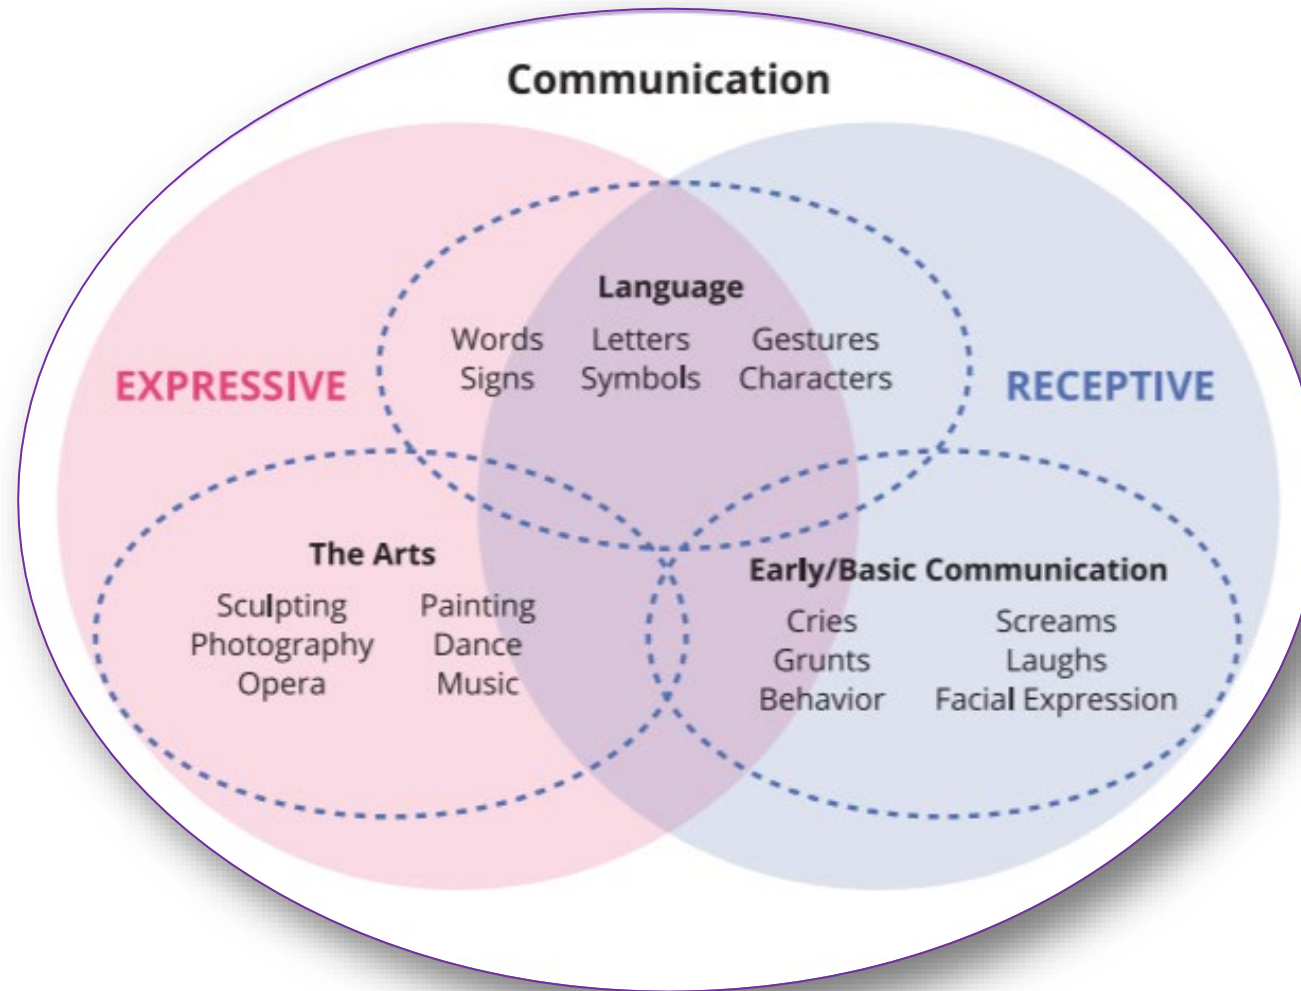 Communication
Language
Words Letters Gestures
Signs Symbols Characters
EXPRESSIVE
RECEPTIVE
The Arts
Sculpting Painting
Photography Dance
Opera Music
Early/Basic Communication
Cries Screams
Grunts Laughs
Behavior Facial Expression